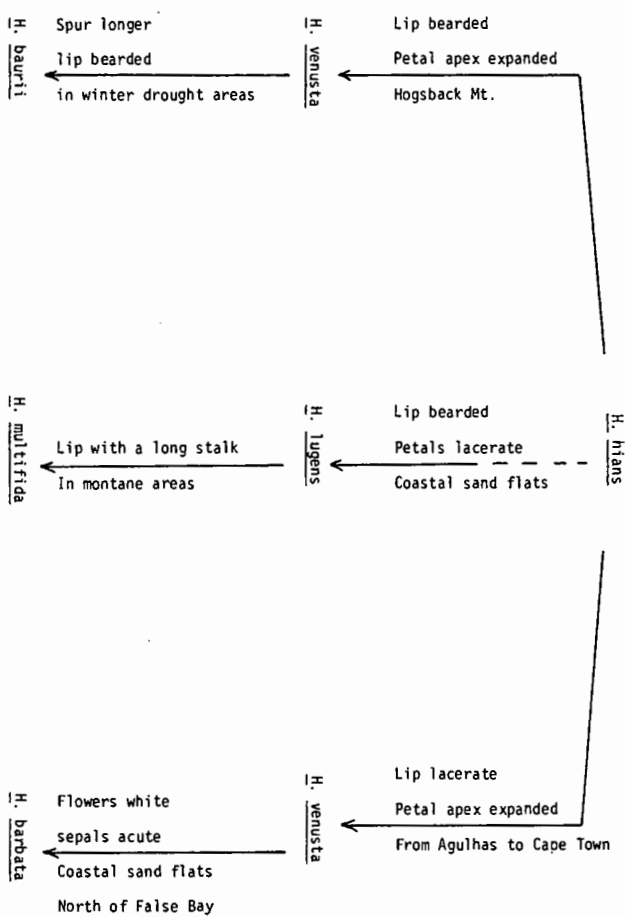 H. baurii
Spur longer
lip bearded
in winter drought areas
H. venusta
Lip bearded
Petal apex expanded
Hogsback Mt.
H. multifida
Lip with a long stalk
In montane areas
H. lugens
Lip bearded
Petals lacerate
Coastal sand flats
H. hians
H. barbata
Flowers white
sepals acute
Coastal sand flats
North of False Bay
H. venusta
Lip lacerate
Petal apex expanded
From Agulhas to Cape Town